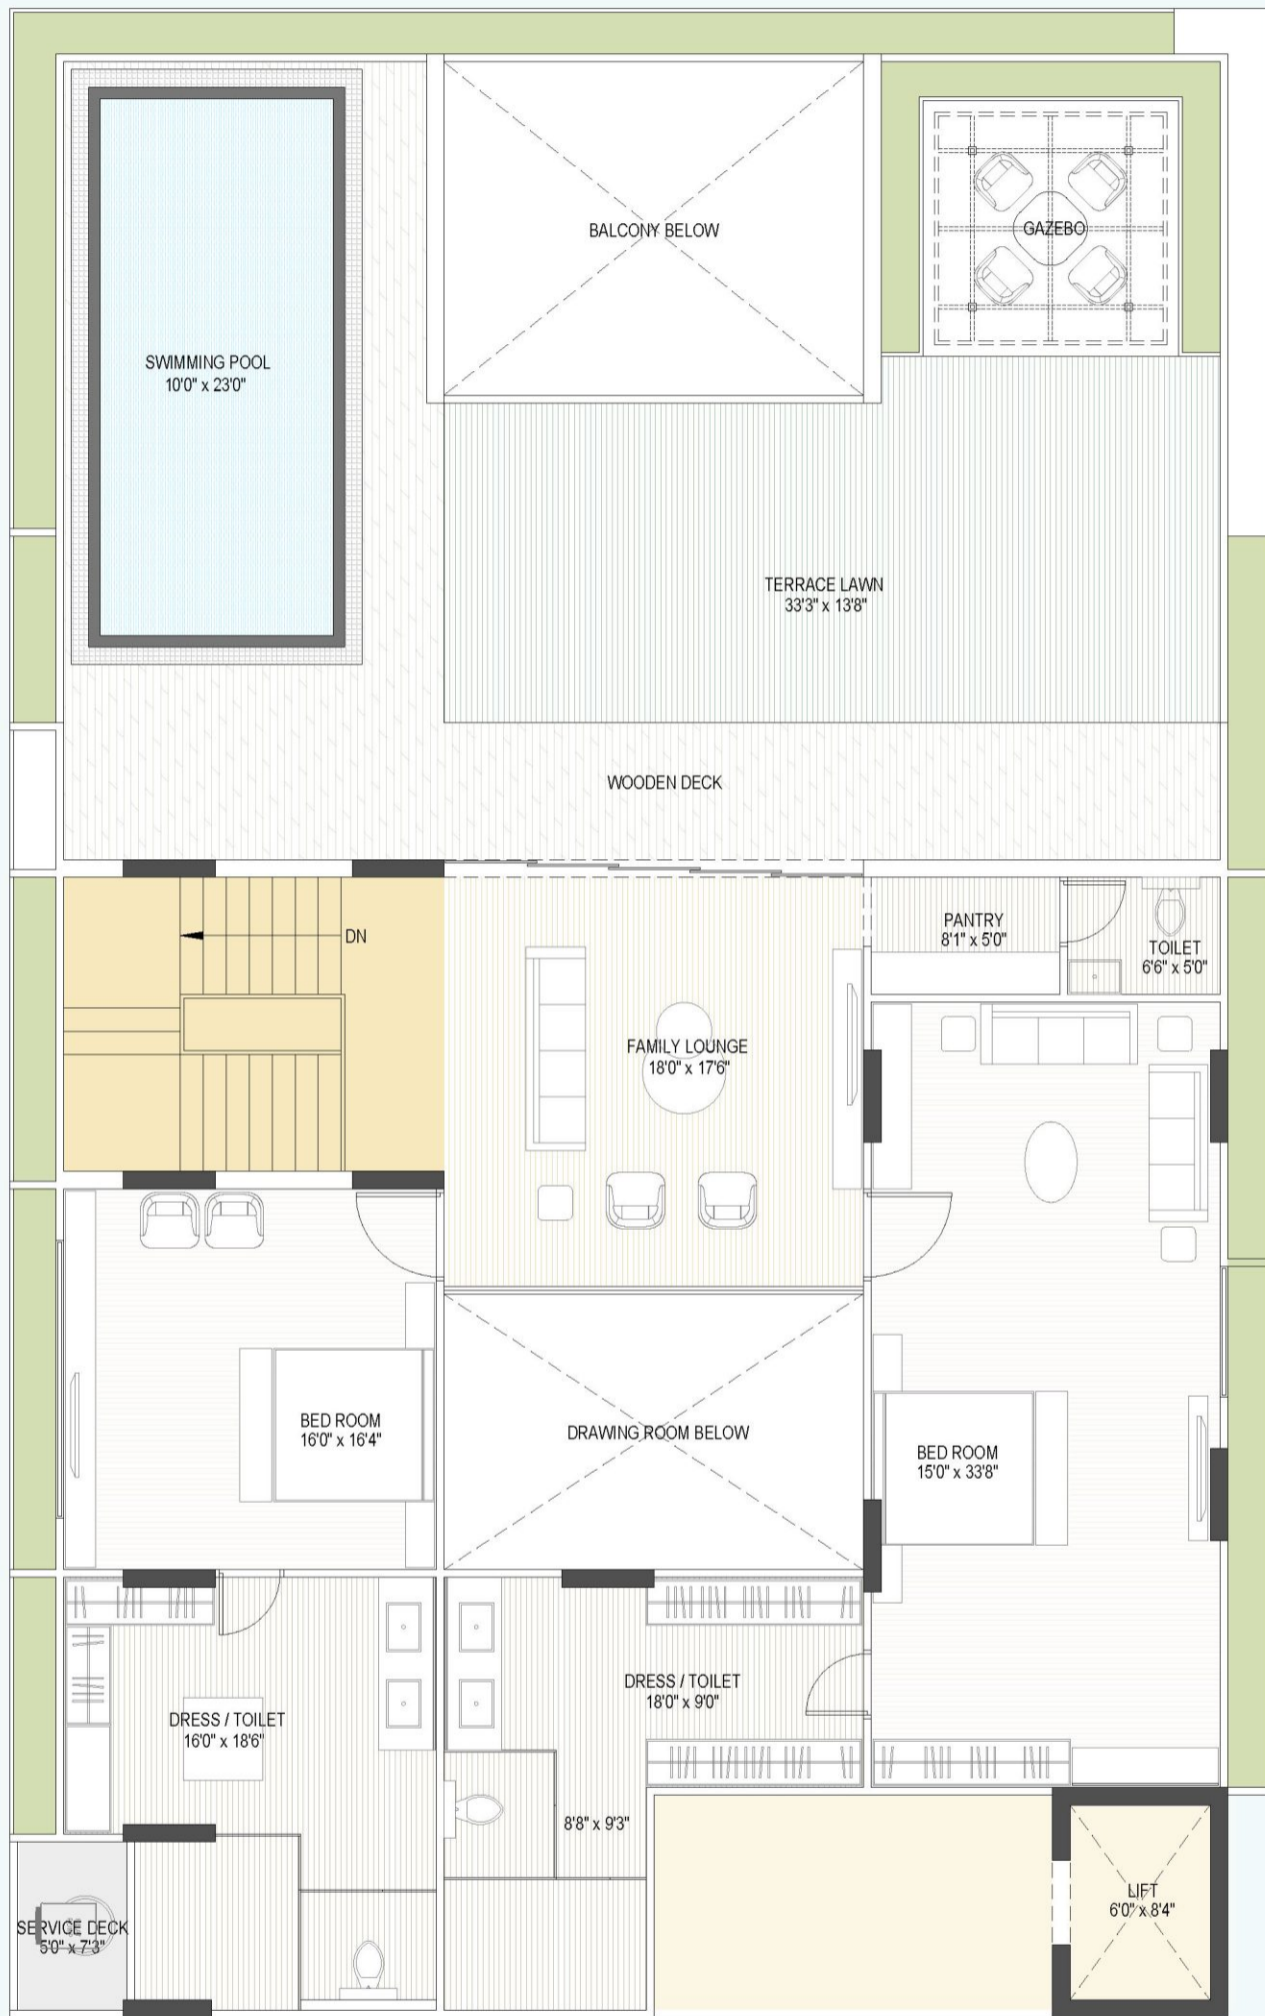 BALCONY BELOW
GAZEBO
SWIMMING POOL
10'0" x 23'0"
TERRACE LAWN
33'3" x 13'8"
WOODEN DECK
DN
PANTRY
8'1" x 5'0"
TOILET
6'6" x 5'0"
FAMILY LOUNGE
18'0" x 17'6"
BED ROOM
16'0" x 16'4"
DRAWING ROOM BELOW
BED ROOM
15'0" x 33'8"
DRESS / TOILET
18'0" x 9'0"
DRESS / TOILET
16'0" x 18'6"
8'8" x 9'3"
LIFT
6'0" x 8'4"
SERVICE DECK
5'0" x 7'3"